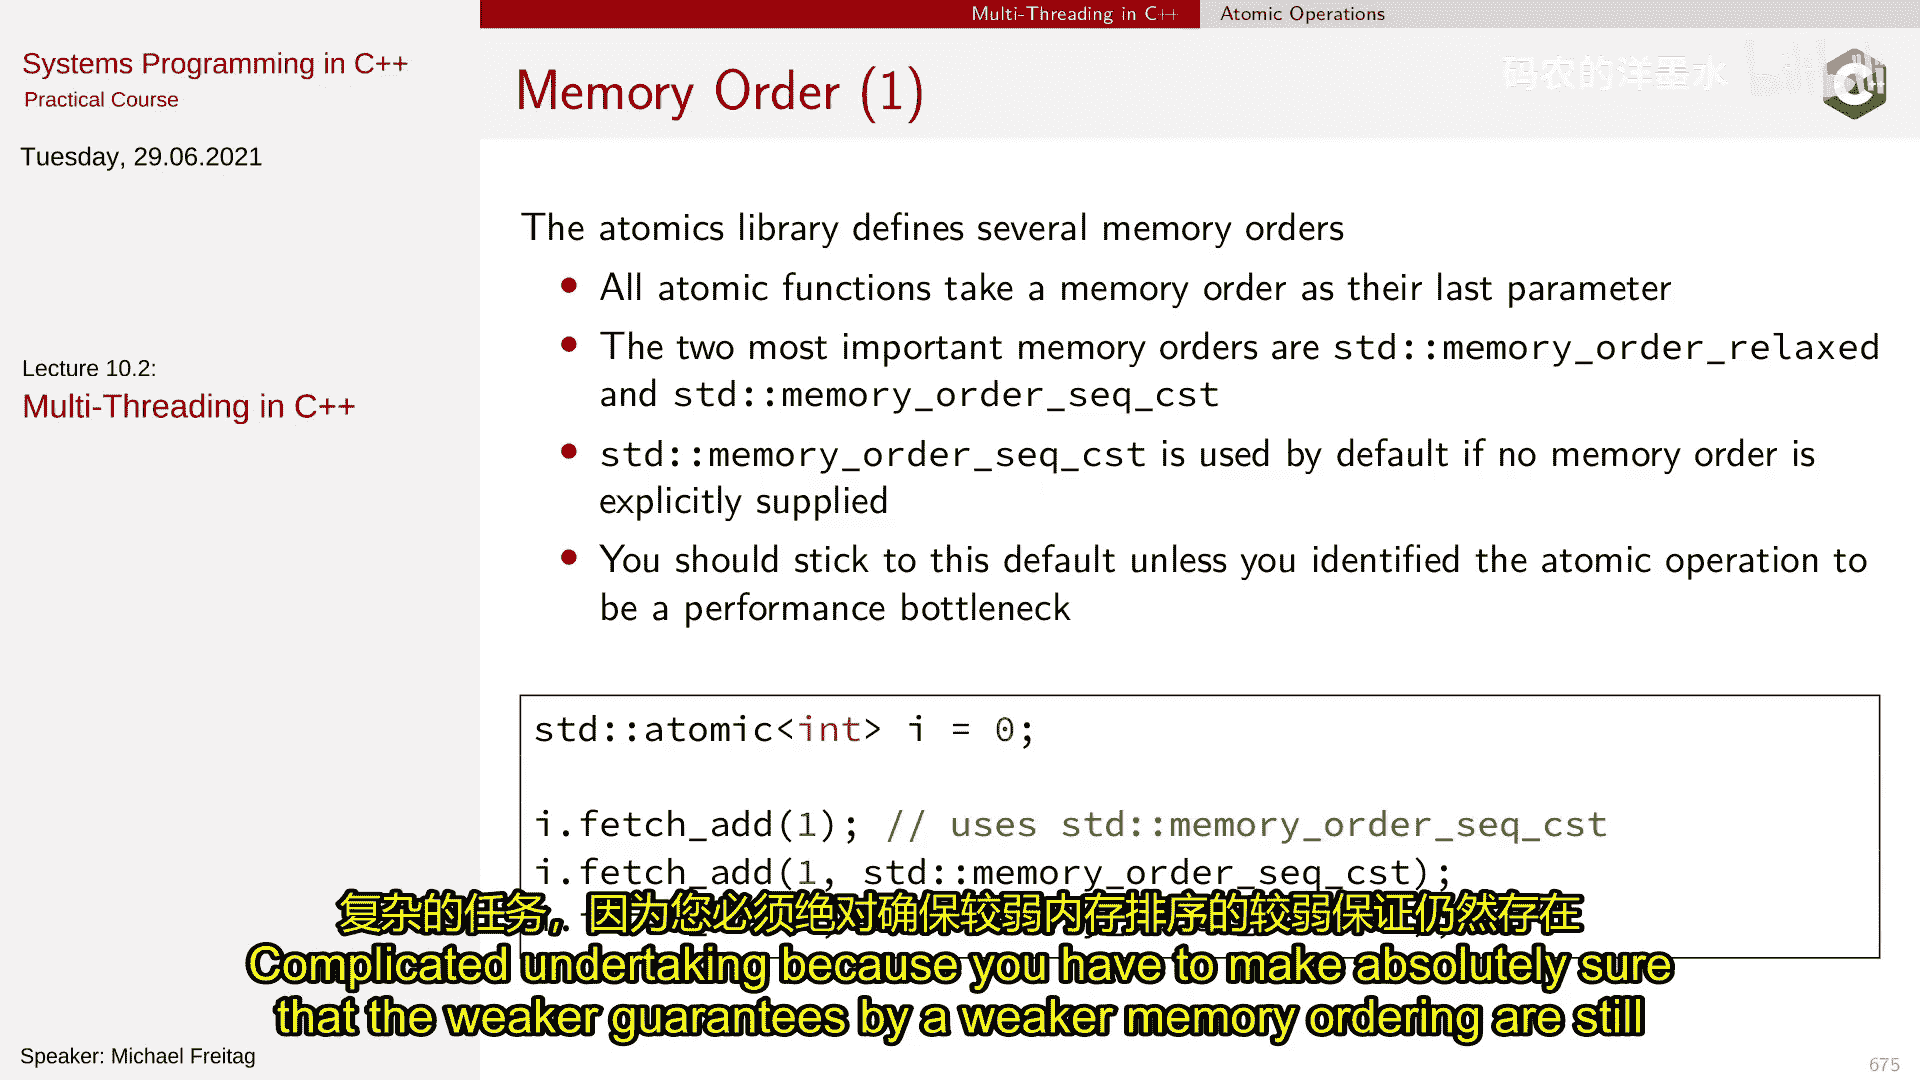 Multi-Threading in C++
Atomic Operations
Systems Programming in C++
Practical Course
Tuesday, 29.06.2021
Lecture 10.2:
Multi-Threading in C++
Memory Order (1)
码农的洋墨水
The atomics library defines several memory orders
All atomic functions take a memory order as their last parameter
The two most important memory orders are std::memory_order_relaxed
and std::memory_order_seq_cst
std::memory_order_seq_cst is used by default if no memory order is
explicitly supplied
You should stick to this default unless you identified the atomic operation to
be a performance bottleneck
std::atomic<int> i = 0;
i.fetch_add(1); // uses std::memory_order_seq_cst
i.fetch_add(1, std::memory_order_seq_cst);
复杂的任务，因为您必须绝对确保较弱内存排序的较弱保证仍然存在
Complicated undertaking because you have to make absolutely sure
that the weaker guarantees by a weaker memory ordering are still
Speaker: Michael Freitag
675